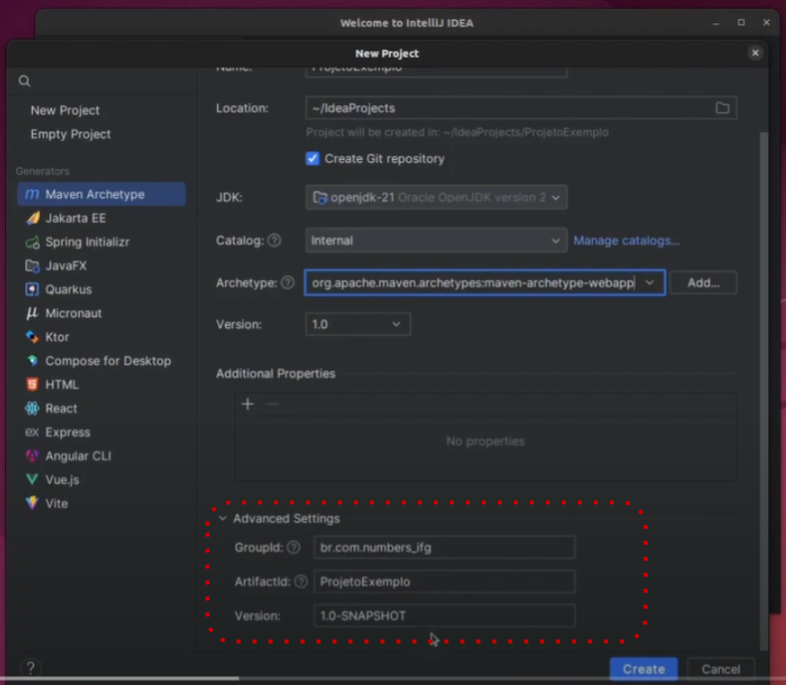 Welcome to IntelliJ IDEA
New Project
New Project
Empty Project
Generators
Maven Archetype
Jakarta EE
Spring Initializr
JavaFX
Quarkus
Micronaut
Ktor
Compose for Desktop
HTML
React
Express
Angular CLI
Vue.js
Vite
Name: ProjetoExemplo
Location: ~/IdeaProjects
Project will be created in: ~/IdeaProjects/ProjetoExemplo
Create Git repository
JDK: openjdk-21 Oracle OpenJDK version 2
Catalog: ? Internal Manage catalogs...
Archetype: ? org.apache.maven.archetypes:maven-archetype-webapp Add...
Version: 1.0
Additional Properties
+ −
No properties
Advanced Settings
GroupId: ? br.com.numbers_ifg
ArtifactId: ? ProjetoExemplo
Version: 1.0-SNAPSHOT
? Create Cancel